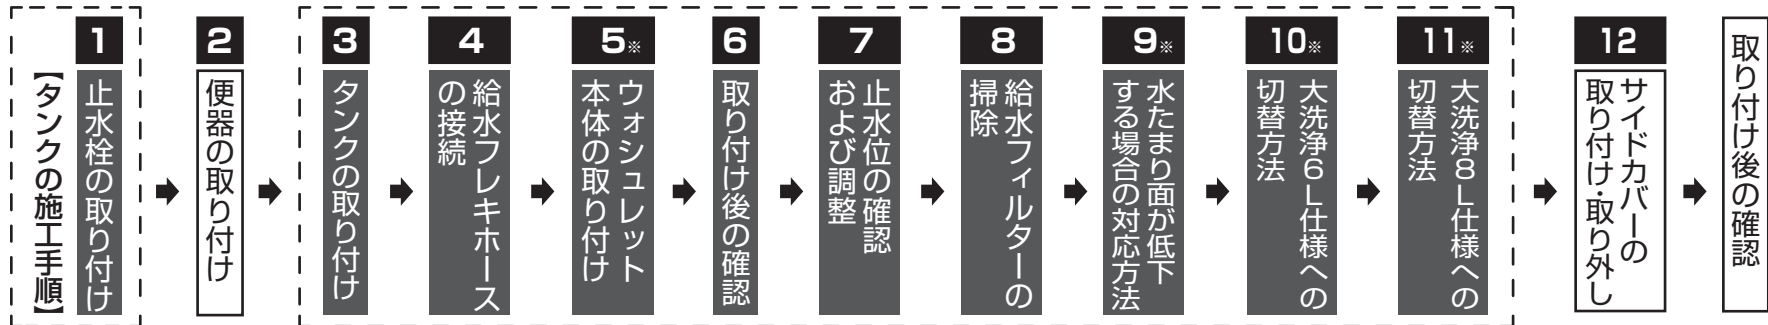 【タンクの施工手順】
1
止水栓の取り付け
2
便器の取り付け
3
タンクの取り付け
4
給水フレキホース
の接続
5※
ウォシュレット
本体の取り付け
6
取り付け後の確認
7
止水位の確認
および調整
8
給水フィルターの
掃除
9※
水たまり面が低下
する場合の対応方法
10※
大洗浄6L仕様への
切替方法
11※
大洗浄8L仕様への
切替方法
12
サイドカバーの
取り付け・取り外し
取り付け後の確認